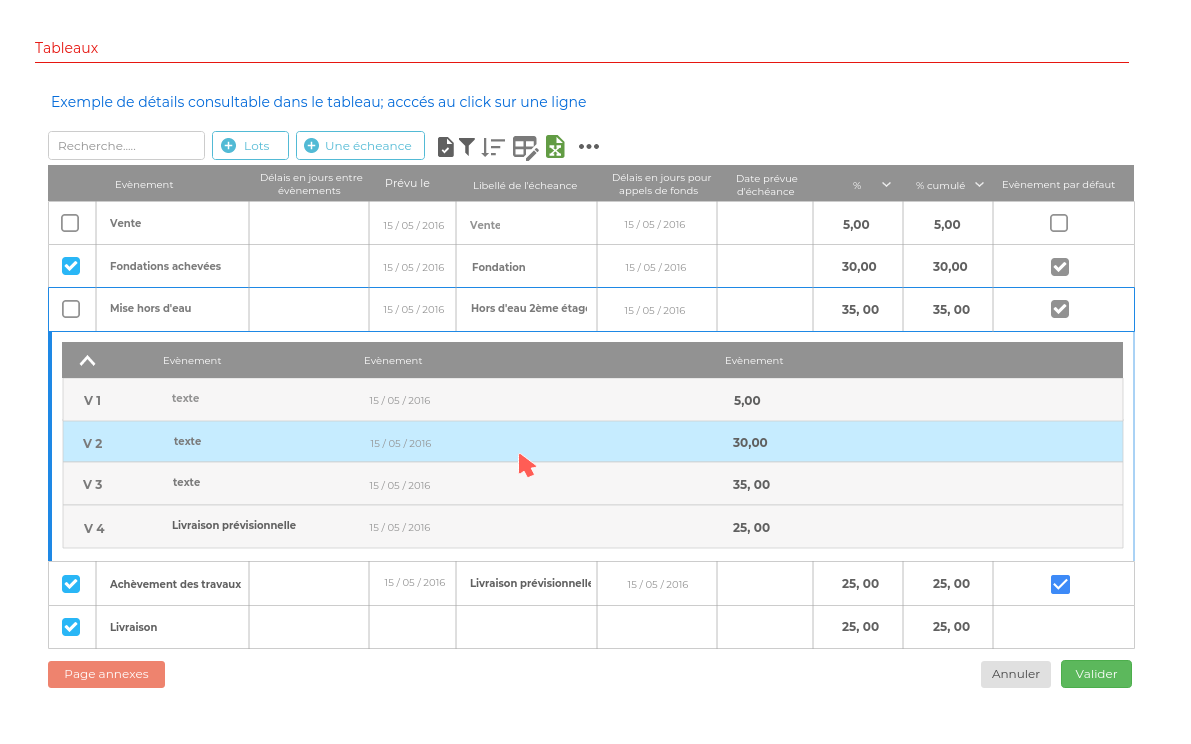 Tableaux
Exemple de détails consultable dans le tableau; acccés au click sur une ligne
Recherche.....
Lots
Une écheance
Evènement
Délais en jours entre
évènements
Prévu le
Libellé de l'écheance
Délais en jours pour
appels de fonds
Date prévue
d'échéance
%
% cumulé
Evènement par défaut
Vente 15 / 05 / 2016 Vente 15 / 05 / 2016 5,00 5,00
Fondations achevées 15 / 05 / 2016 Fondation 15 / 05 / 2016 30,00 30,00
Mise hors d'eau 15 / 05 / 2016 Hors d'eau 2ème étag 15 / 05 / 2016 35, 00 35, 00
Evènement Evènement Evènement
V 1 texte 15 / 05 / 2016 5,00
V 2 texte 15 / 05 / 2016 30,00
V 3 texte 15 / 05 / 2016 35, 00
V 4 Livraison prévisionnelle 15 / 05 / 2016 25, 00
Achèvement des travaux 15 / 05 / 2016 Livraison prévisionnelle 15 / 05 / 2016 25, 00 25, 00
Livraison 25, 00 25, 00
Page annexes
Annuler
Valider